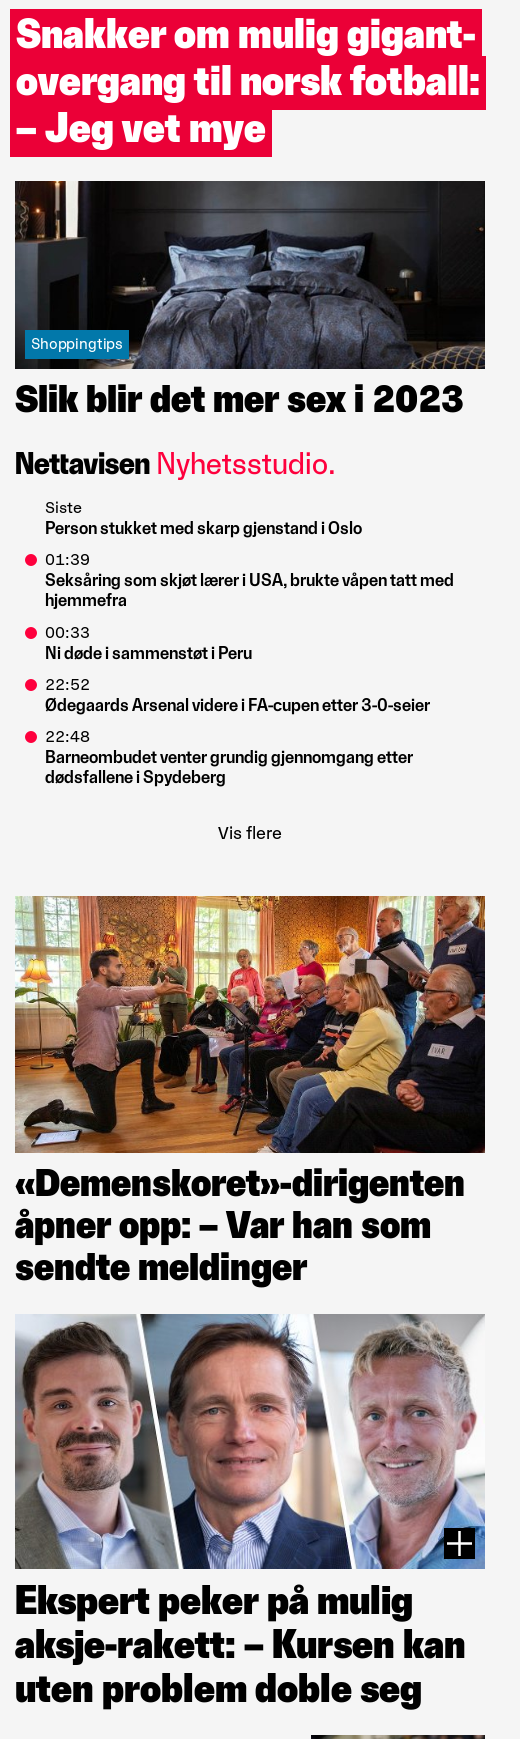 Snakker om mulig gigant-
overgang til norsk fotball:
– Jeg vet mye
Shoppingtips
Slik blir det mer sex i 2023
Nettavisen Nyhetsstudio.
Siste
Person stukket med skarp gjenstand i Oslo
01:39
Seksåring som skjøt lærer i USA, brukte våpen tatt med
hjemmefra
00:33
Ni døde i sammenstøt i Peru
22:52
Ødegaards Arsenal videre i FA-cupen etter 3-0-seier
22:48
Barneombudet venter grundig gjennomgang etter
dødsfallene i Spydeberg
Vis flere
«Demenskoret»-dirigenten
åpner opp: – Var han som
sendte meldinger
Ekspert peker på mulig
aksje-rakett: – Kursen kan
uten problem doble seg